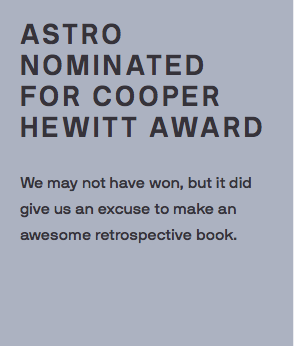 ASTRO
NOMINATED
FOR COOPER
HEWITT AWARD
We may not have won, but it did
give us an excuse to make an
awesome retrospective book.